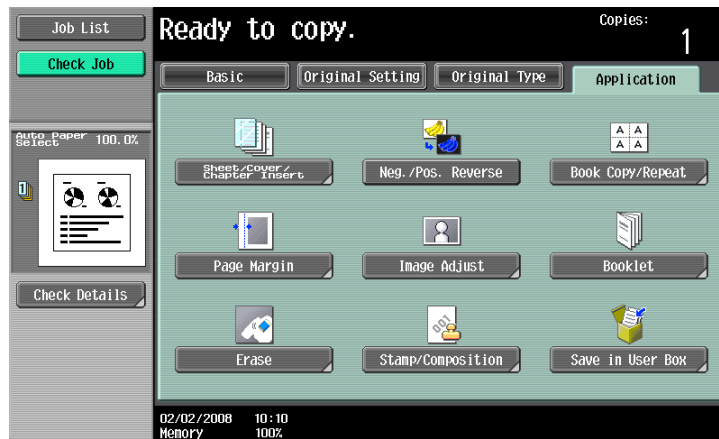 Job List
Check Job
Auto Paper
Select
100.0%
1
Check Details
Ready to copy.
Copies:
1
Basic
Original Setting
Original Type
Application
Sheet/Cover/
Chapter Insert
Neg./Pos. Reverse
A A
A A
Book Copy/Repeat
Page Margin
Image Adjust
Booklet
Erase
001
Stamp/Composition
Save in User Box
02/02/2008 10:10
Memory 100%